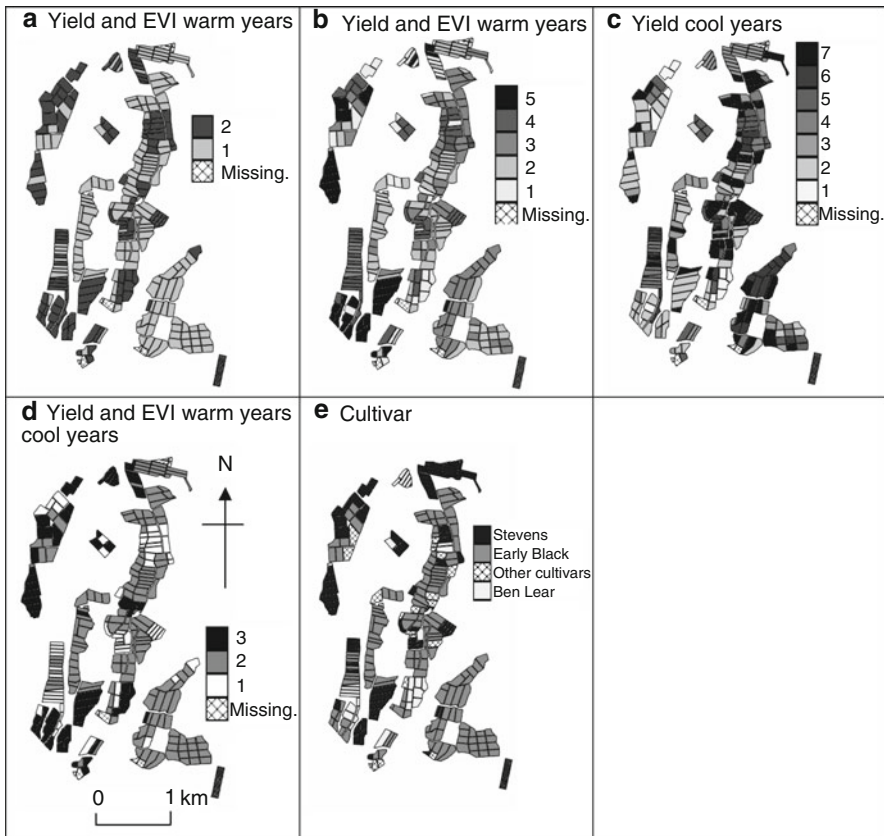 a Yield and EVI warm years
2
1
Missing.
b Yield and EVI warm years
5
4
3
2
1
Missing.
c Yield cool years
7
6
5
4
3
2
1
Missing.
d Yield and EVI warm years
cool years
N
3
2
1
Missing.
0 1 km
e Cultivar
Stevens
Early Black
Other cultivars
Ben Lear